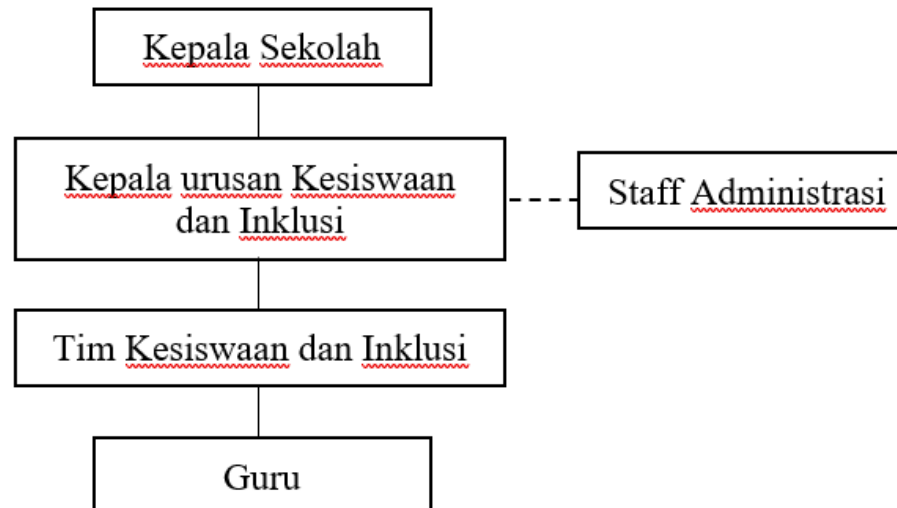 Kepala Sekolah
Kepala urusan Kesiswaan
dan Inklusi
Staff Administrasi
Tim Kesiswaan dan Inklusi
Guru